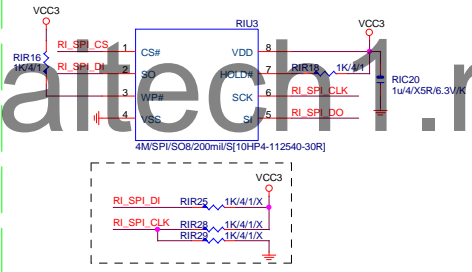 VCC3
RIU3
VCC3
RIR16
1K/4/1
RI_SPI_CS
1
CS#
VDD
8
RI_SPI_DI
2
SO
HOLD#
7
RIR18
1K/4/1
3
WP#
SCK
6
RI_SPI_CLK
4
VSS
SI
5
RI_SPI_DO
RIC20
1u/4/X5R/6.3V/K
aitech1.r
4M/SPI/SO8/200mil/S[10HP4-112540-30R]
VCC3
RI_SPI_DI
RIR25
1K/4/1/X
RI_SPI_CLK
RIR28
1K/4/1/X
RIR29
1K/4/1/X